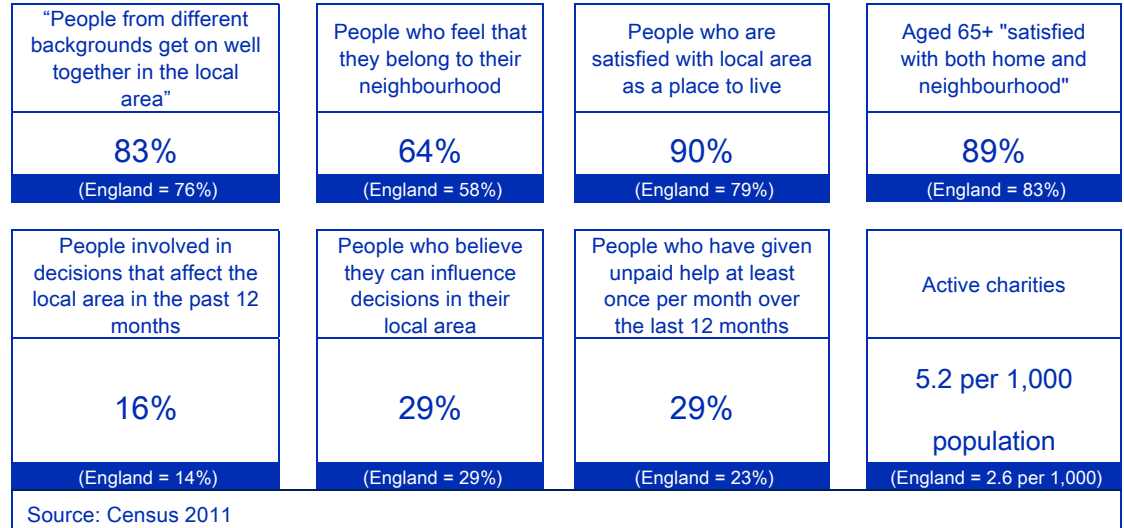 “People from different
backgrounds get on well
together in the local
area”
83%
(England = 76%)
People who feel that
they belong to their
neighbourhood
64%
(England = 58%)
People who are
satisfied with local area
as a place to live
90%
(England = 79%)
Aged 65+ "satisfied
with both home and
neighbourhood"
89%
(England = 83%)
People involved in
decisions that affect the
local area in the past 12
months
16%
(England = 14%)
People who believe
they can influence
decisions in their
local area
29%
(England = 29%)
People who have given
unpaid help at least
once per month over
the last 12 months
29%
(England = 23%)
Active charities
5.2 per 1,000
population
(England = 2.6 per 1,000)
Source: Census 2011